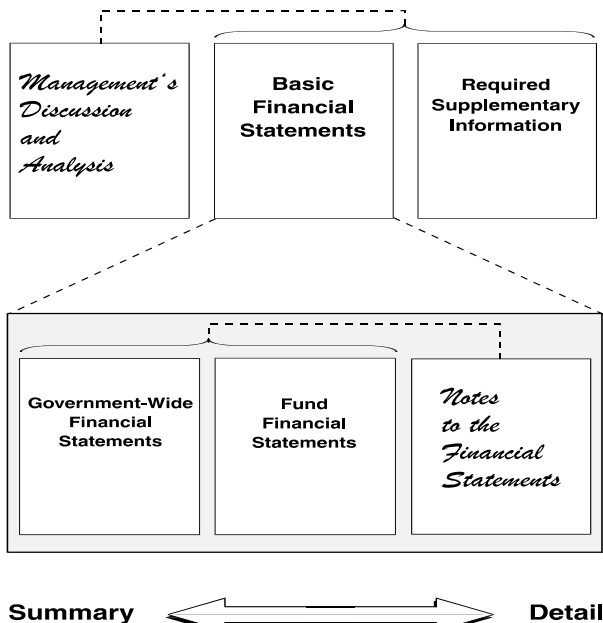 Management's
Discussion
and
Analysis
Basic
Financial
Statements
Required
Supplementary
Information
Government-Wide
Financial
Statements
Fund
Financial
Statements
Notes
to the
Financial
Statements
Summary
Detail